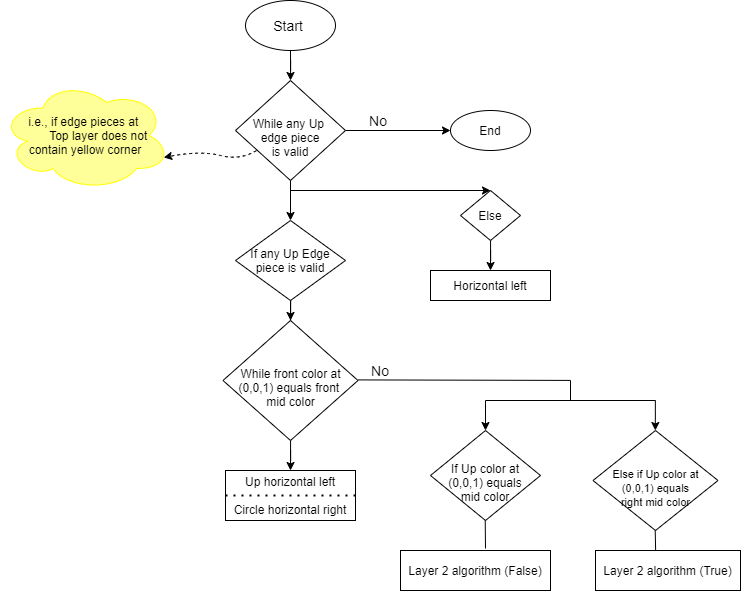 Start
i.e., if edge pieces at
Top layer does not
contain yellow corner
While any Up
edge piece
is valid
No
End
Else
If any Up Edge
piece is valid
Horizontal left
While front color at
(0,0,1) equals front
mid color
No
Up horizontal left
Circle horizontal right
If Up color at
(0,0,1) equals
mid color
Else if Up color at
(0,0,1) equals
right mid color
Layer 2 algorithm (False)
Layer 2 algorithm (True)